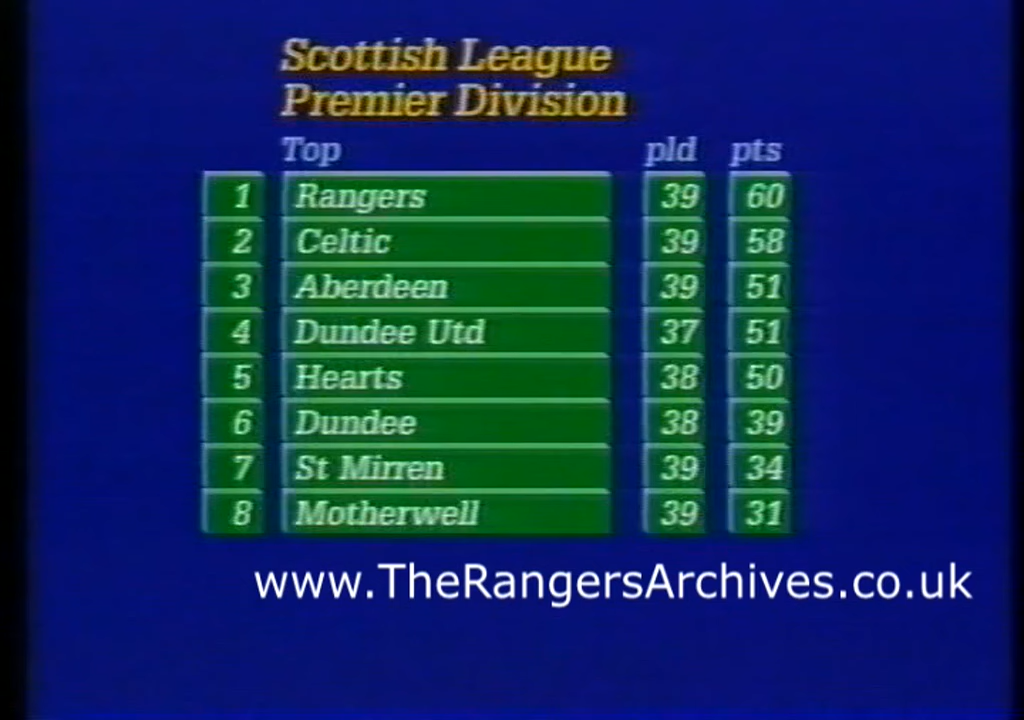 Scottish League
Premier Division
Top pld pts
1 Rangers 39 60
2 Celtic 39 58
3 Aberdeen 39 51
4 Dundee Utd 37 51
5 Hearts 38 50
6 Dundee 38 39
7 St Mirren 39 34
8 Motherwell 39 31
www.TheRangersArchives.co.uk